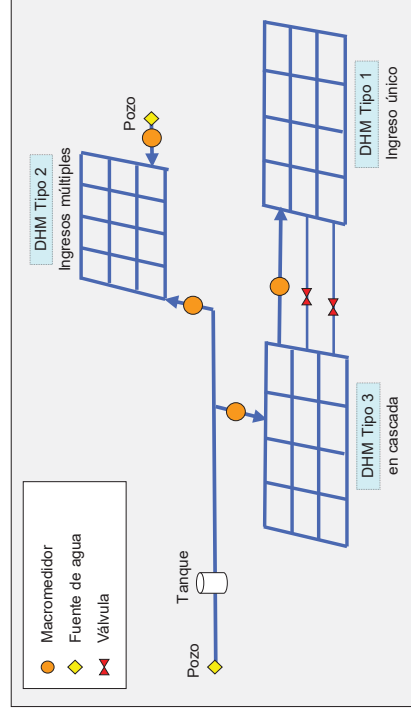 Macromedidor
Fuente de agua
Válvula
Pozo
Tanque
DHM Tipo 2
Ingresos múltiples
Pozo
DHM Tipo 3
en cascada
DHM Tipo 1
Ingreso único